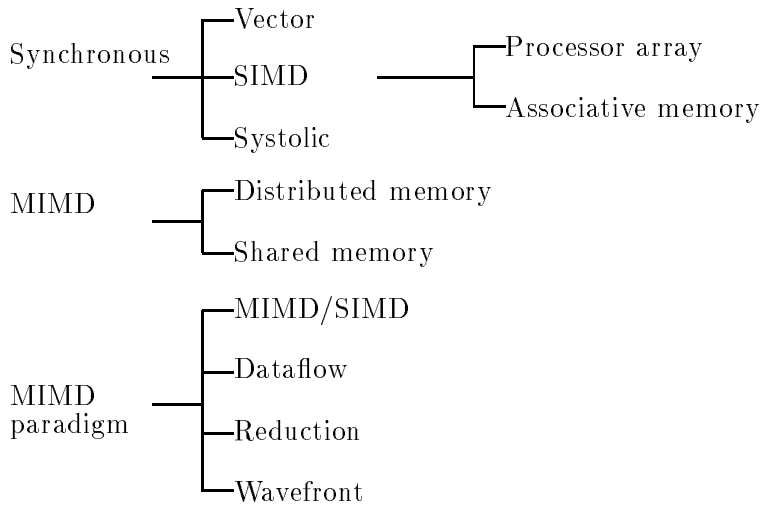 Synchronous
Vector
SIMD
Systolic
Processor array
Associative memory
MIMD
Distributed memory
Shared memory
MIMD
paradigm
MIMD/SIMD
Dataflow
Reduction
Wavefront